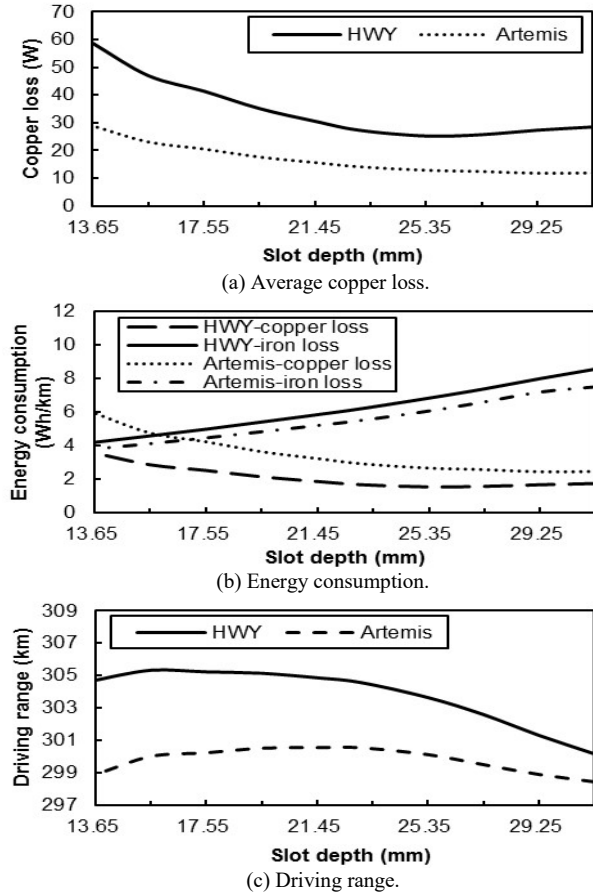 70
60
50
40
30
20
10
0
Copper loss (W)
HWY Artemis
13.65 17.55 21.45 25.35 29.25
Slot depth (mm)
(a) Average copper loss.
12
10
8
6
4
2
0
Energy consumption
(Wh/km)
HWY-copper loss
HWY-iron loss
Artemis-copper loss
Artemis-iron loss
13.65 17.55 21.45 25.35 29.25
Slot depth (mm)
(b) Energy consumption.
309
307
305
303
301
299
297
Driving range (km)
HWY Artemis
13.65 17.55 21.45 25.35 29.25
Slot depth (mm)
(c) Driving range.